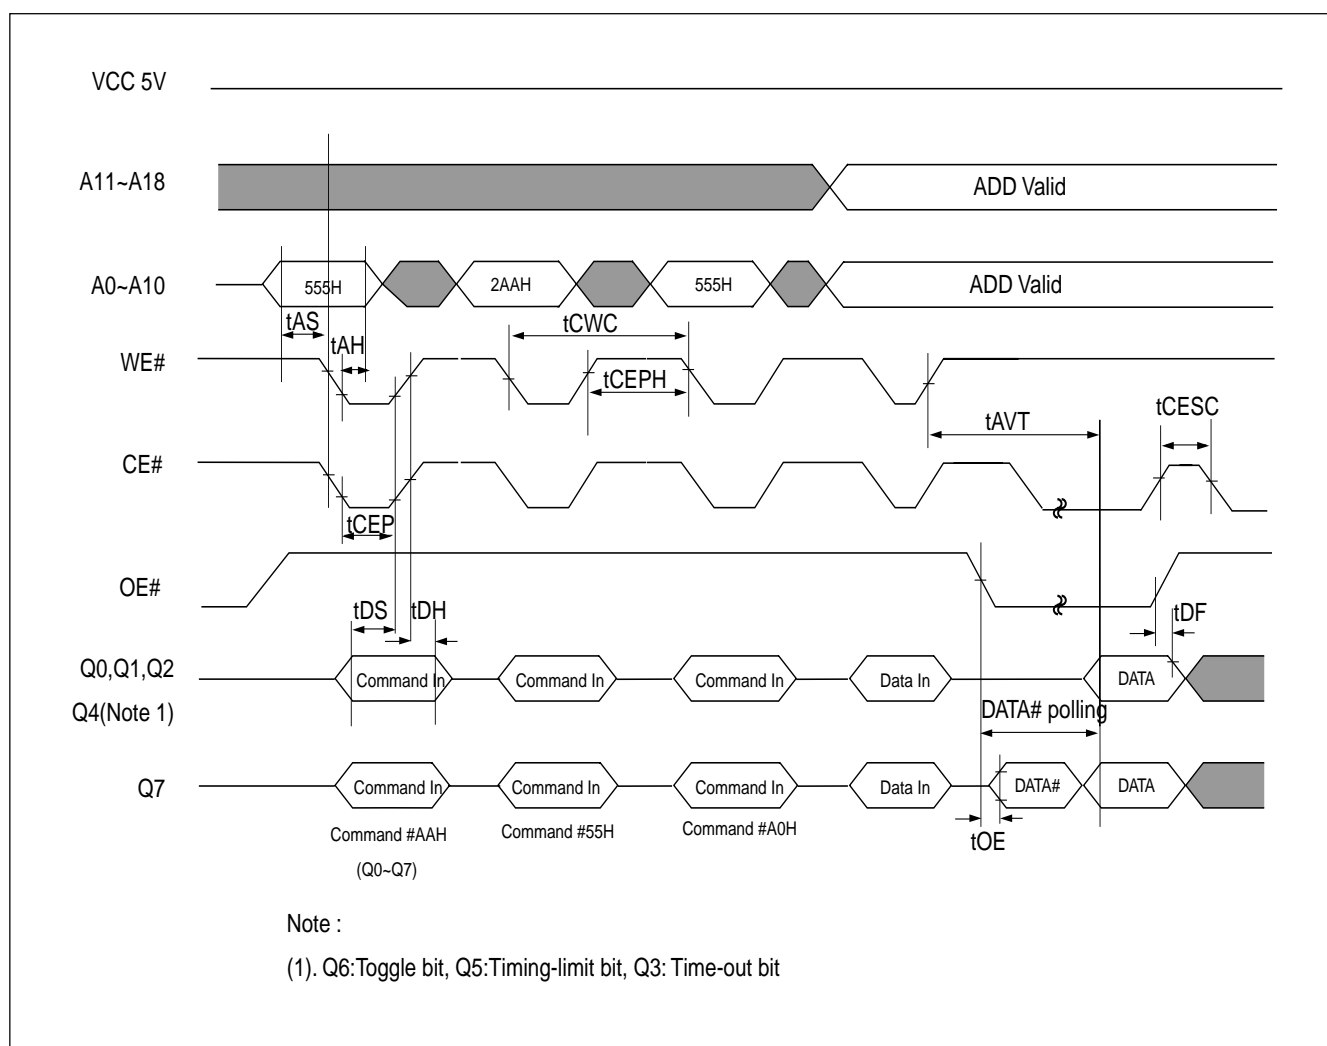 VCC 5V
A11~A18
ADD Valid
A0~A10
555H
2AAH
555H
ADD Valid
tAS
tAH
tCWC
WE#
tCEPH
tAVT
tCESC
CE#
tCEP
OE#
tDS
tDH
tDF
Q0,Q1,Q2
Command In
Command In
Command In
Data In
DATA
Q4(Note 1)
DATA# polling
Q7
Command In
Command In
Command In
Data In
DATA#
DATA
Command #AAH
Command #55H
Command #A0H
tOE
(Q0~Q7)
Note :
(1). Q6:Toggle bit, Q5:Timing-limit bit, Q3: Time-out bit